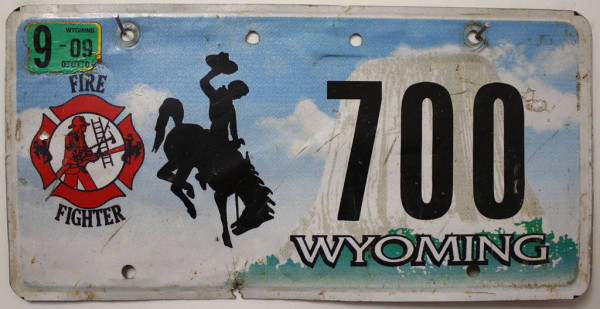 WYOMING
9 - 09
FIRE
FIGHTER
700
WYOMING